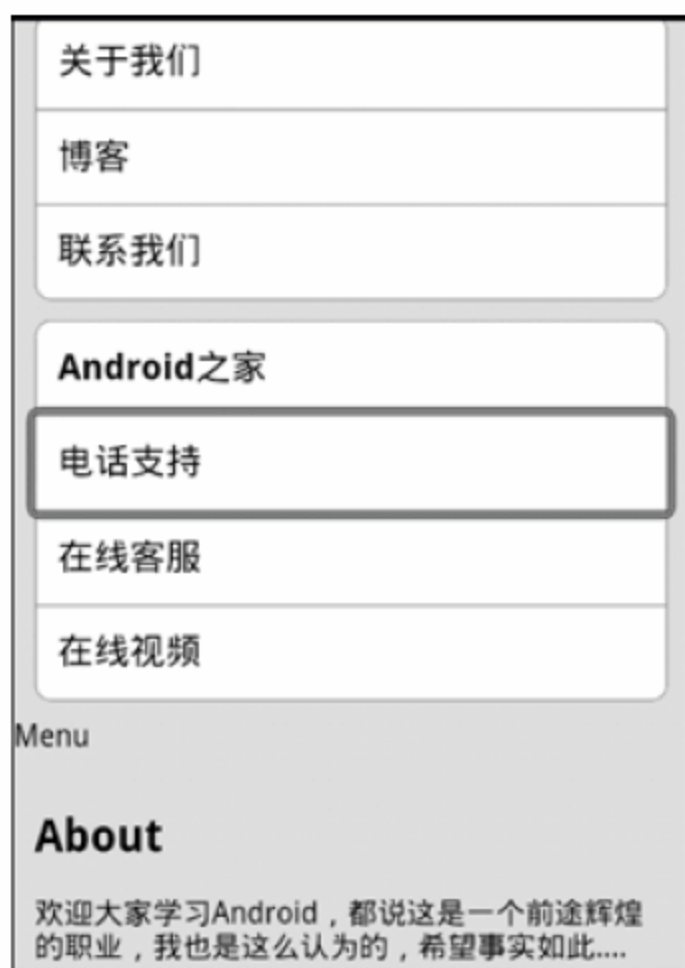 关于我们
博客
联系我们
Android之家
电话支持
在线客服
在线视频
Menu
About
欢迎大家学习Android，都说这是一个前途辉煌
的职业，我也是这么认为的，希望事实如此....